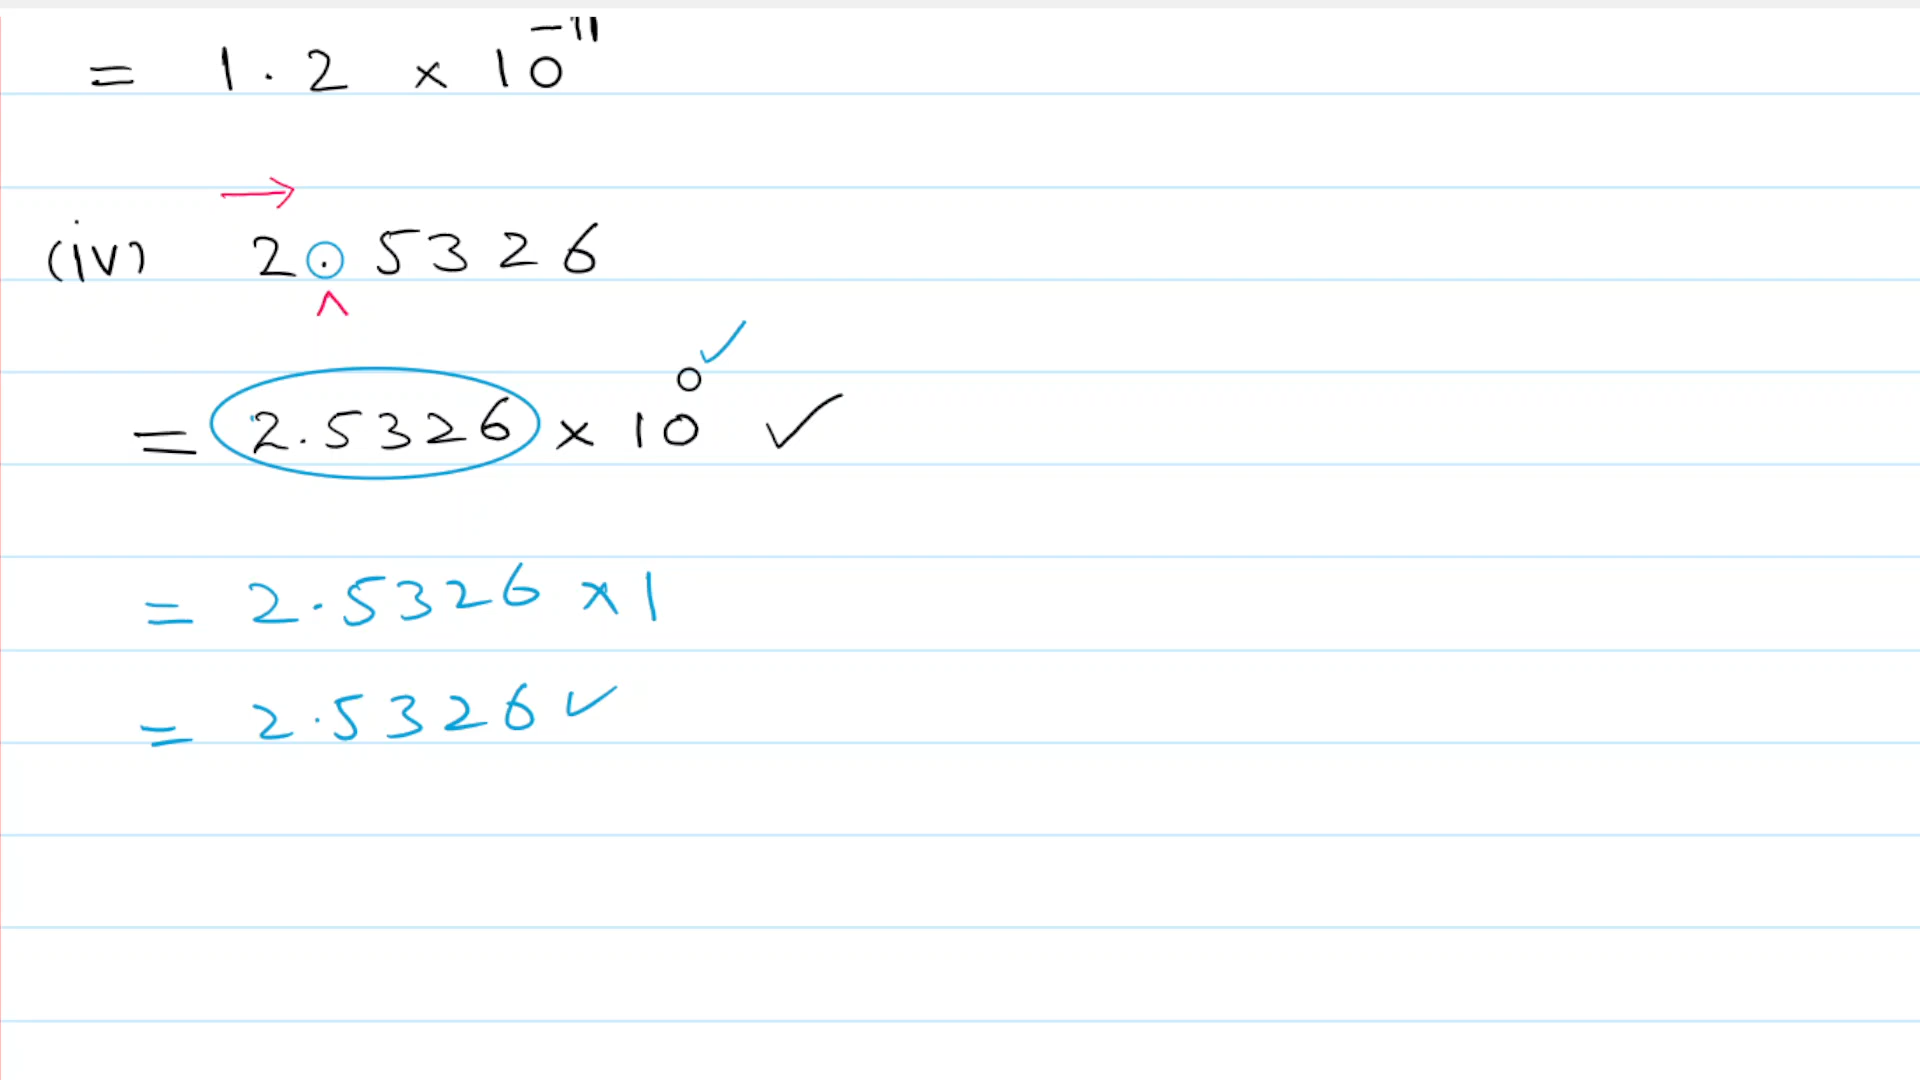 = 1.2 × 10⁻¹¹
(iv) 2.5326
= 2.5326 × 10⁰ ✓
= 2.5326 × 1
= 2.5326 ✓